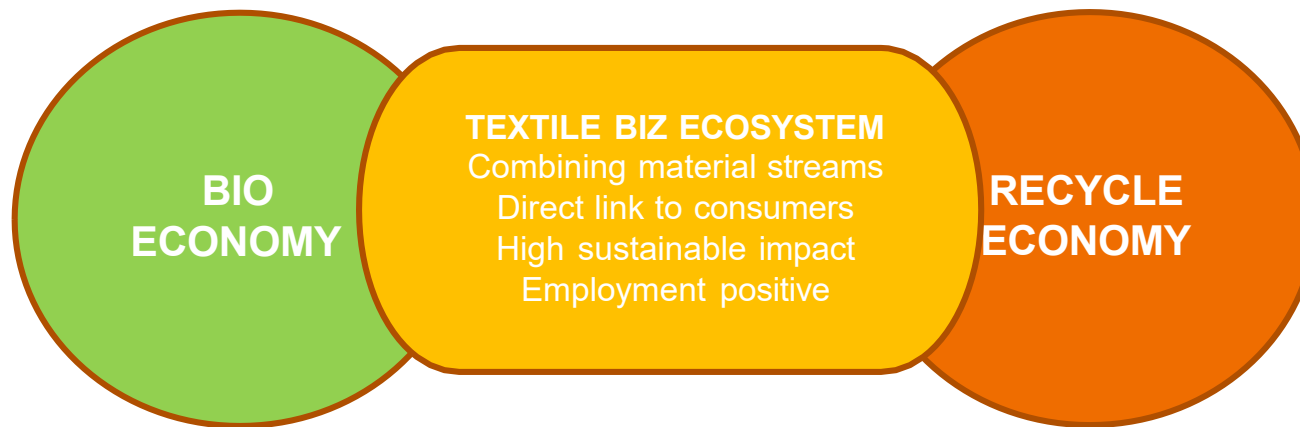 BIO
ECONOMY
TEXTILE BIZ ECOSYSTEM
Combining material streams
Direct link to consumers
High sustainable impact
Employment positive
RECYCLE
ECONOMY